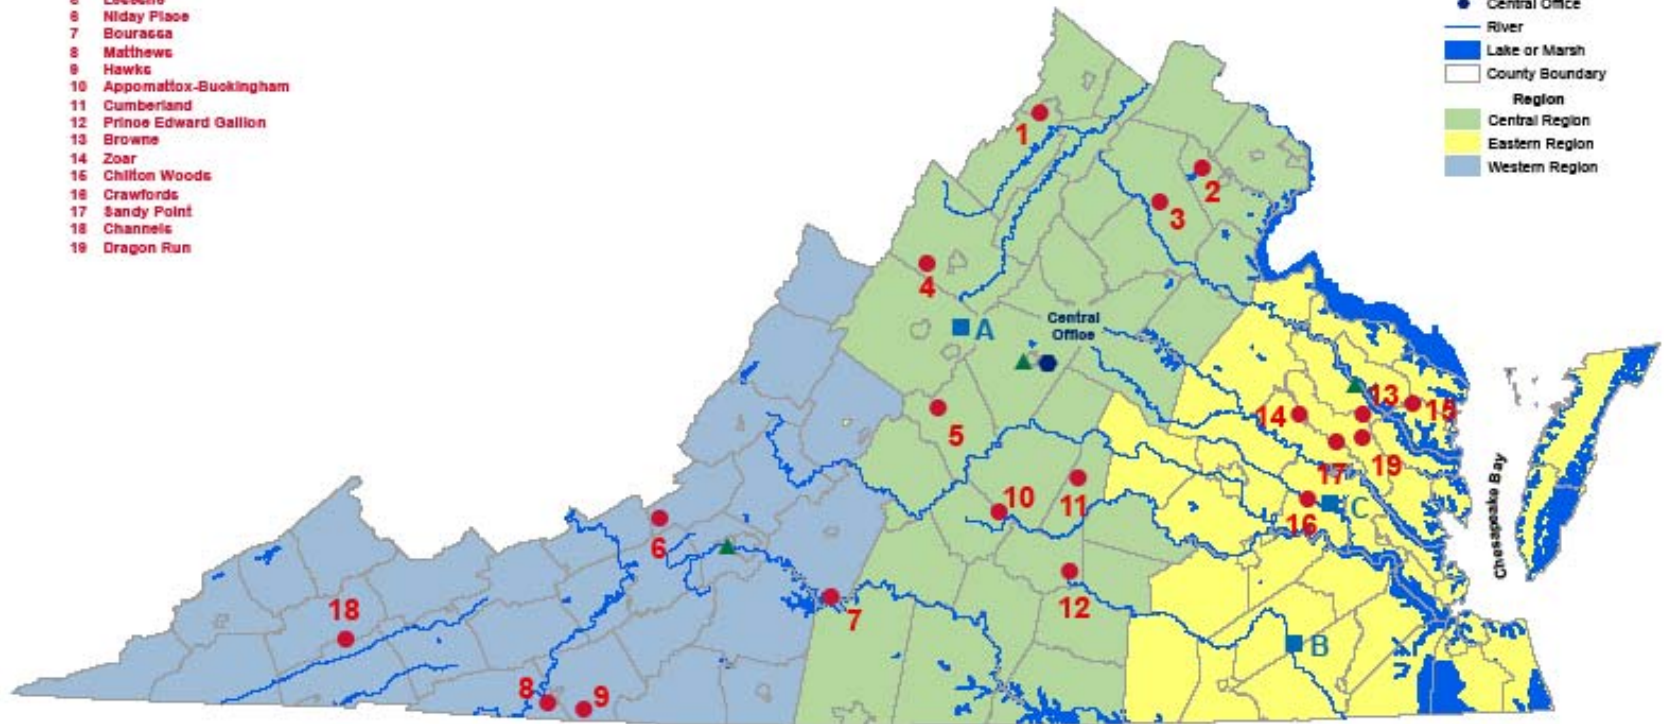 6 Niday Place
7 Bourassa
8 Matthews
9 Hawks
10 Appomattox-Buckingham
11 Cumberland
12 Prince Edward Gallion
13 Browne
14 Zoar
15 Chilton Woods
16 Crawfords
17 Sandy Point
18 Channels
19 Dragon Run
Central Office
River
Lake or Marsh
County Boundary
Region
Central Region
Eastern Region
Western Region
1
2
3
4
A
Central
Office
5
13
14
15
17
19
10
11
16
C
6
12
7
18
B
8
9
Chesapeake Bay